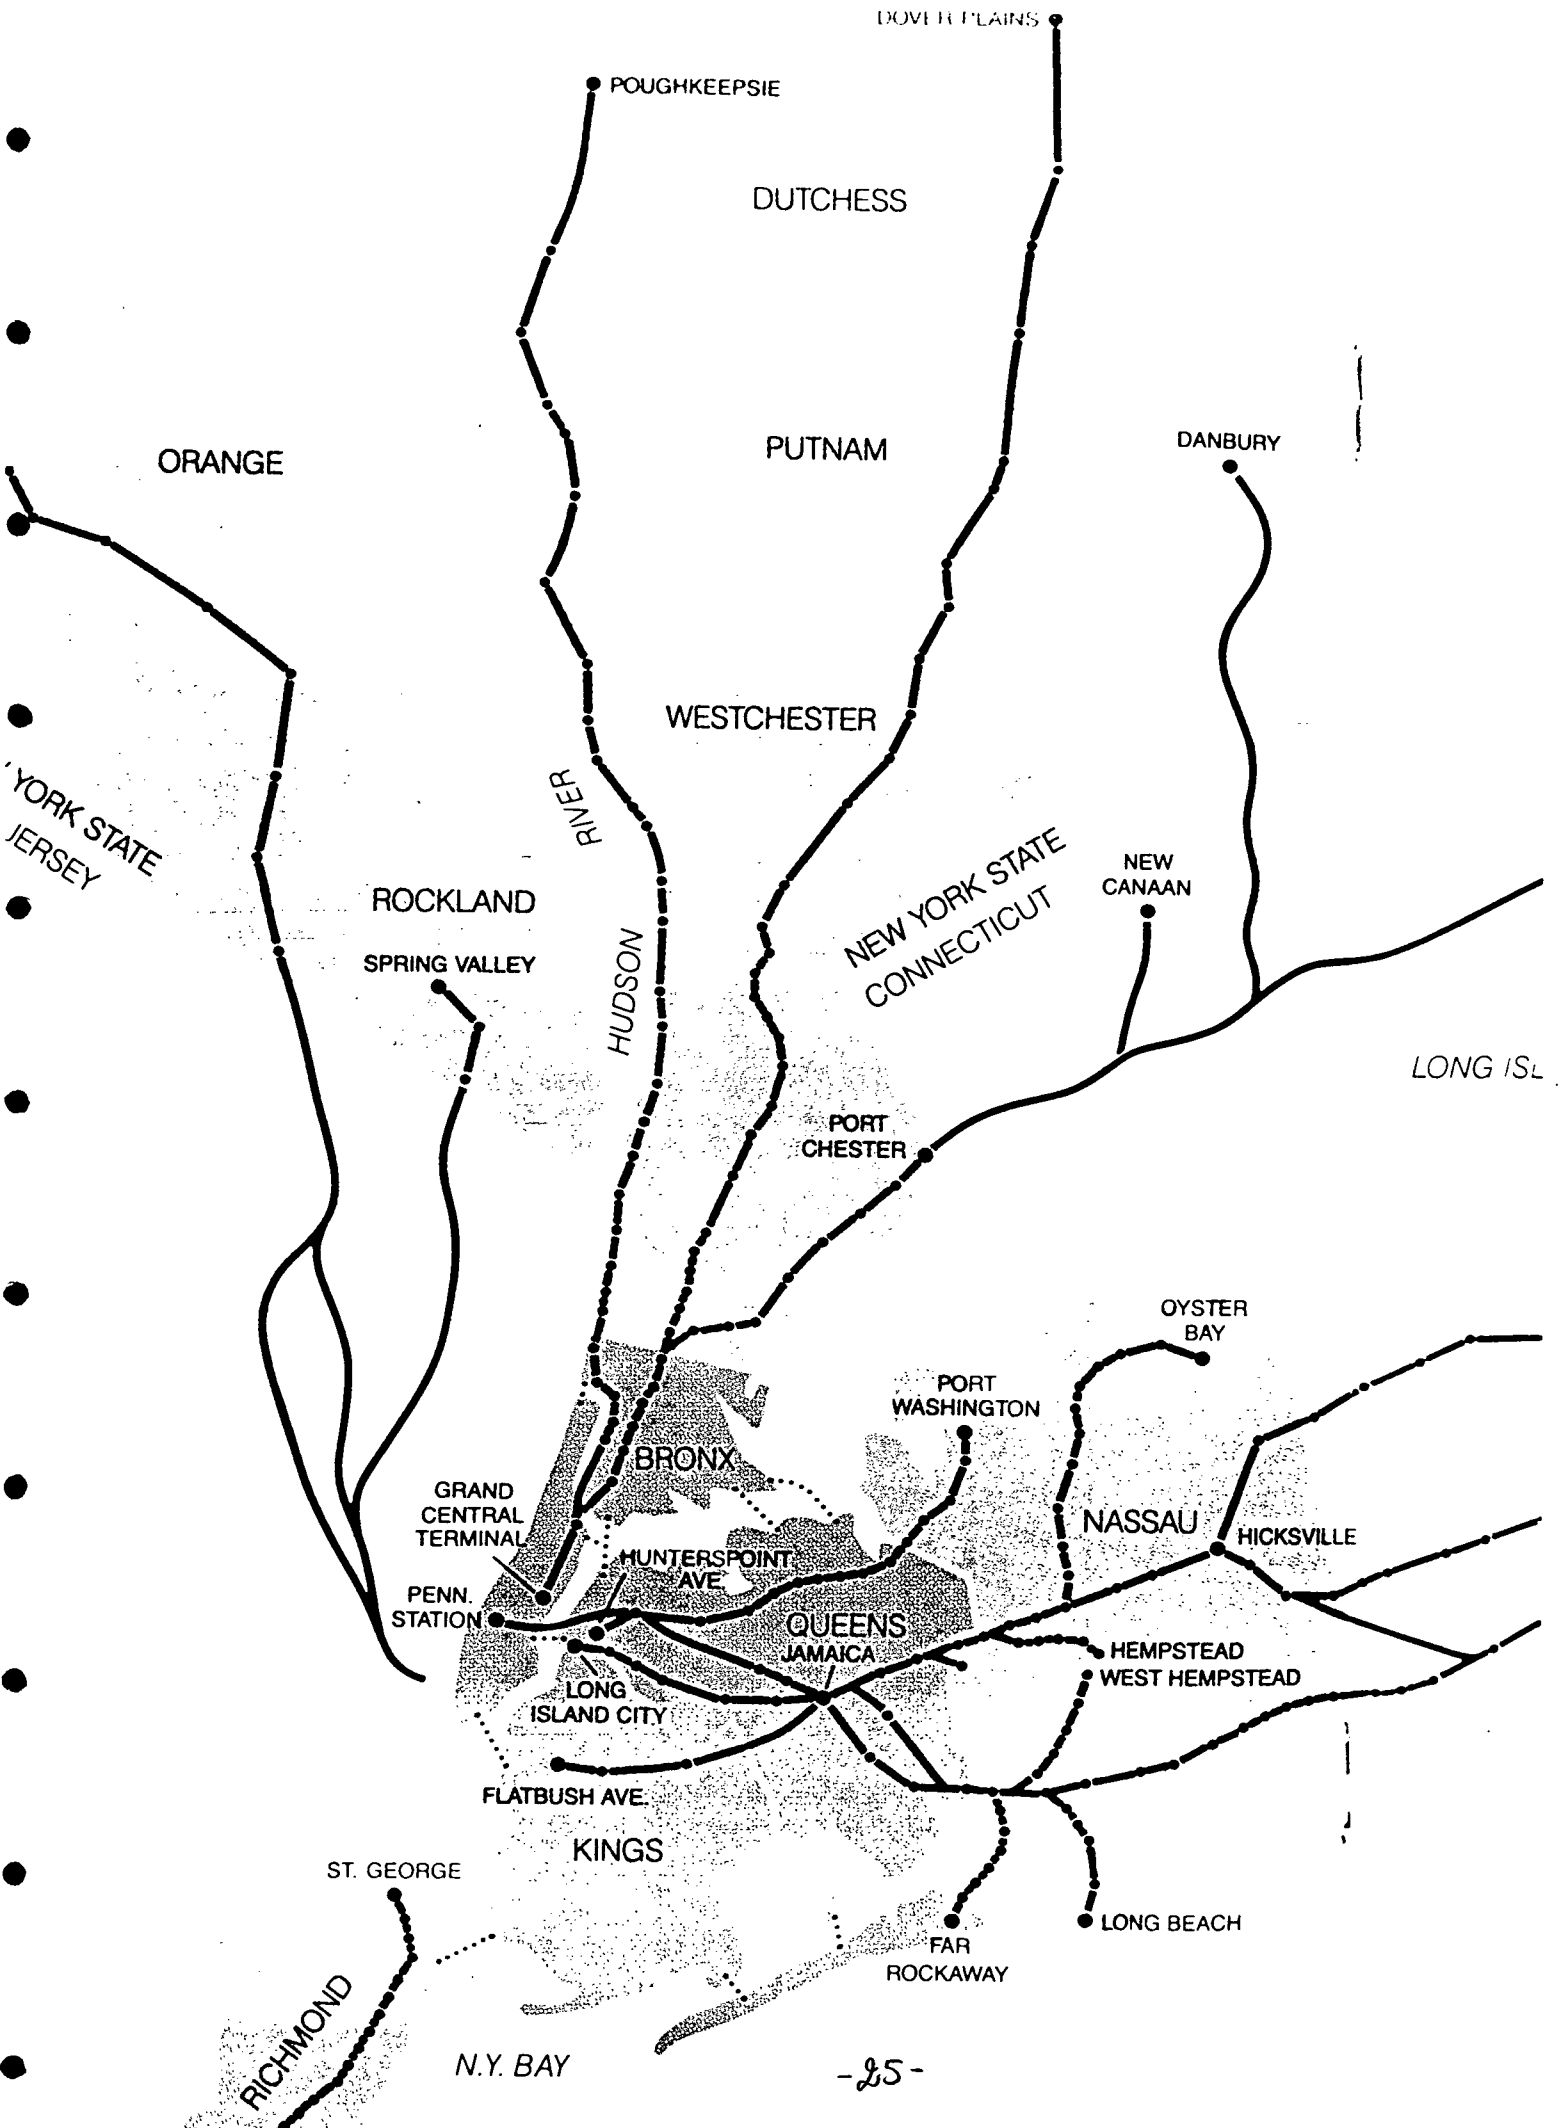 DOVER PLAINS
POUGHKEEPSIE
DUTCHESS
PUTNAM
DANBURY
ORANGE
WESTCHESTER
RIVER
YORK STATE
JERSEY
NEW YORK STATE
CONNECTICUT
NEW
CANAAN
ROCKLAND
SPRING VALLEY
HUDSON
LONG ISL
PORT
CHESTER
OYSTER
BAY
PORT
WASHINGTON
BRONX
GRAND
CENTRAL
TERMINAL
NASSAU
HICKSVILLE
HUNTERSPOINT
AVE.
PENN.
STATION
QUEENS
JAMAICA
HEMPSTEAD
WEST HEMPSTEAD
LONG
ISLAND CITY
FLATBUSH AVE.
KINGS
ST. GEORGE
LONG BEACH
FAR
ROCKAWAY
RICHMOND
N.Y. BAY
-25-